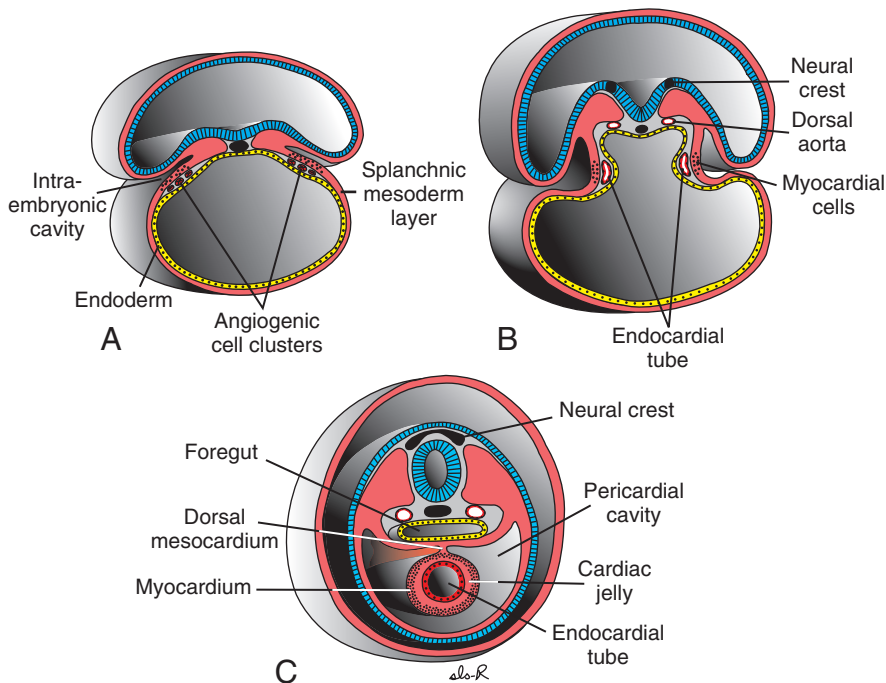 Intra-
embryonic
cavity
Endoderm
Angiogenic
cell clusters
Splanchnic
mesoderm
layer
A
Neural
crest
Dorsal
aorta
Myocardial
cells
Endocardial
tube
B
Neural crest
Foregut
Dorsal
mesocardium
Myocardium
Pericardial
cavity
Cardiac
jelly
Endocardial
tube
C
sls-R